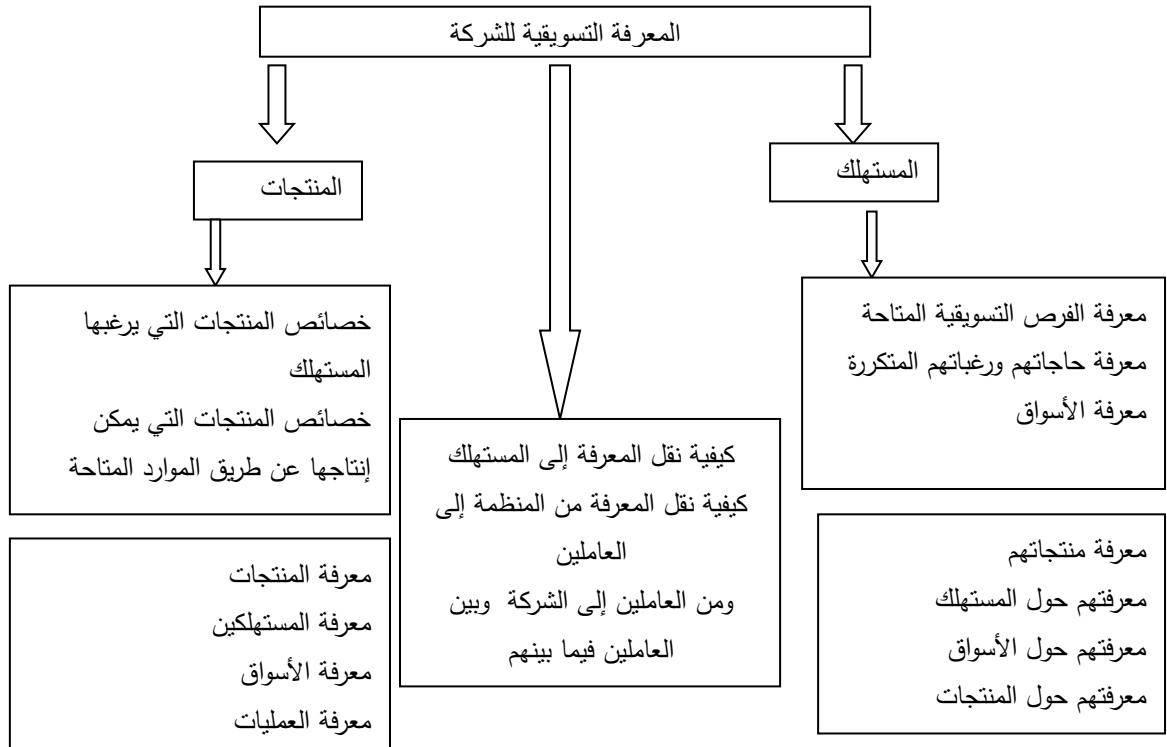 المعرفة التسويقية للشركة
المستهلك
المنتجات
معرفة الفرص التسويقية المتاحة
معرفة حاجاتهم ورغباتهم المتكررة
معرفة الأسواق
خصائص المنتجات التي يرغبها
المستهلك
خصائص المنتجات التي يمكن
إنتاجها عن طريق الموارد المتاحة
كيفية نقل المعرفة إلى المستهلك
كيفية نقل المعرفة من المنظمة إلى
العاملين
ومن العاملين إلى الشركة وبين
العاملين فيما بينهم
معرفة منتجاتهم
معرفتهم حول المستهلك
معرفتهم حول الأسواق
معرفتهم حول المنتجات
معرفة المنتجات
معرفة المستهلكين
معرفة الأسواق
معرفة العمليات